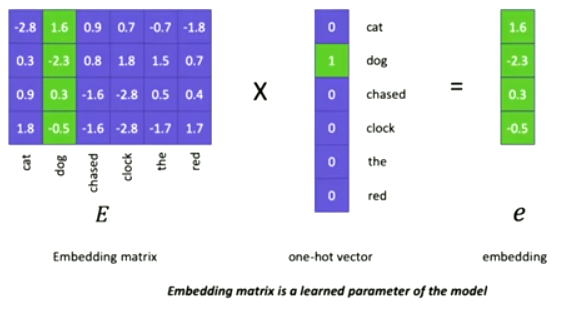 -2.8 1.6 0.9 0.7 -0.7 -1.8
0.3 -2.3 0.8 1.8 1.5 0.7
0.9 0.3 -1.6 -2.8 0.5 0.4
1.8 -0.5 -1.6 -2.8 -1.7 1.7
cat dog chased clock the red
E
Embedding matrix
X
0 cat
1 dog
0 chased
0 clock
0 the
0 red
one-hot vector
=
1.6
-2.3
0.3
-0.5
e
embedding
Embedding matrix is a learned parameter of the model